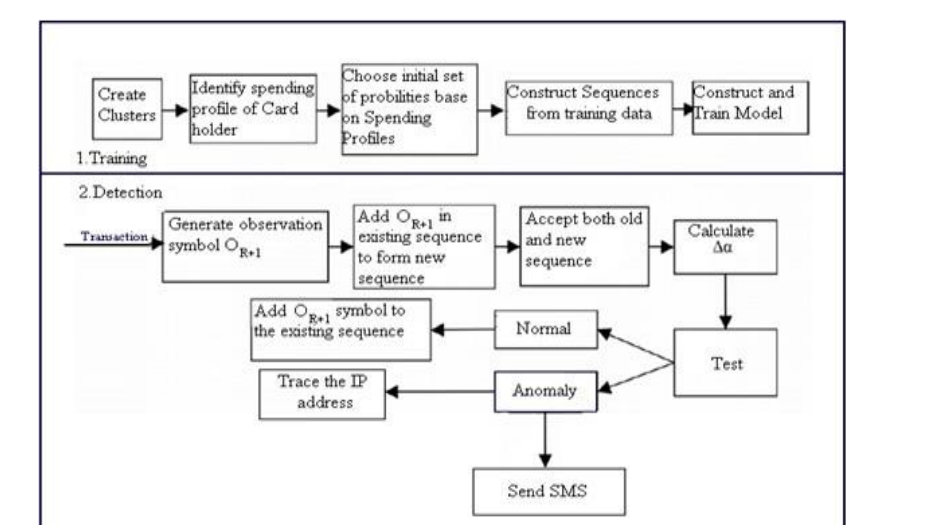 Create
Clusters
Identify spending
profile of Card
holder
Choose initial set
of probilities base
on Spending
Profiles
Construct Sequences
from training data
Construct and
Train Model
1.Training
2.Detection
Transaction
Generate observation
symbol O_{R+1}
Add O_{R+1} in
existing sequence
to form new
sequence
Accept both old
and new
sequence
Calculate
Δα
Add O_{R+1} symbol to
the existing sequence
Normal
Test
Trace the IP
address
Anomaly
Send SMS